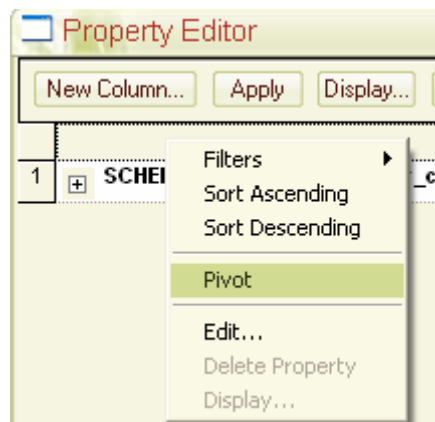 Property Editor
New Column... Apply Display...
1 SCHE
Filters
Sort Ascending
Sort Descending
Pivot
Edit...
Delete Property
Display...